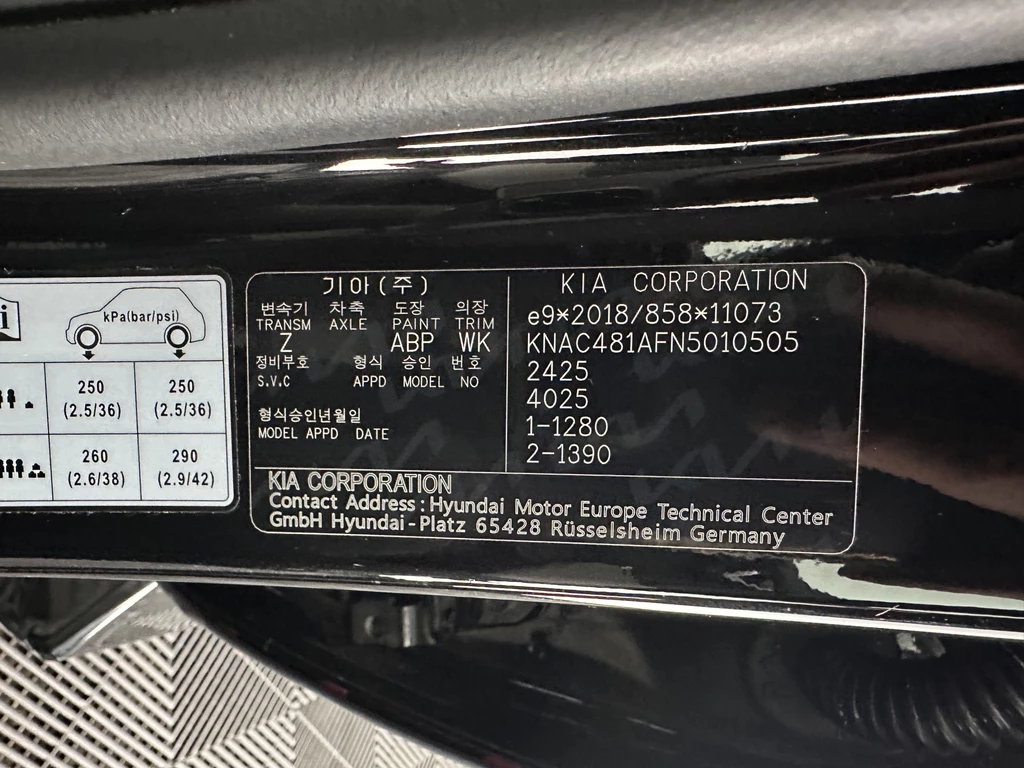 i
kPa(bar/psi)
250 250
(2.5/36) (2.5/36)
260 290
(2.6/38) (2.9/42)
기아(주)
변속기 차축 도장 의장
TRANSM AXLE PAINT TRIM
Z ABP WK
정비부호 형식 승인 번호
S.V.C APPD MODEL NO
형식승인년월일
MODEL APPD DATE
KIA CORPORATION
e9*2018/858*11073
KNAC481AFN5010505
2425
4025
1-1280
2-1390
KIA CORPORATION
Contact Address : Hyundai Motor Europe Technical Center
GmbH Hyundai-Platz 65428 Rüsselsheim Germany